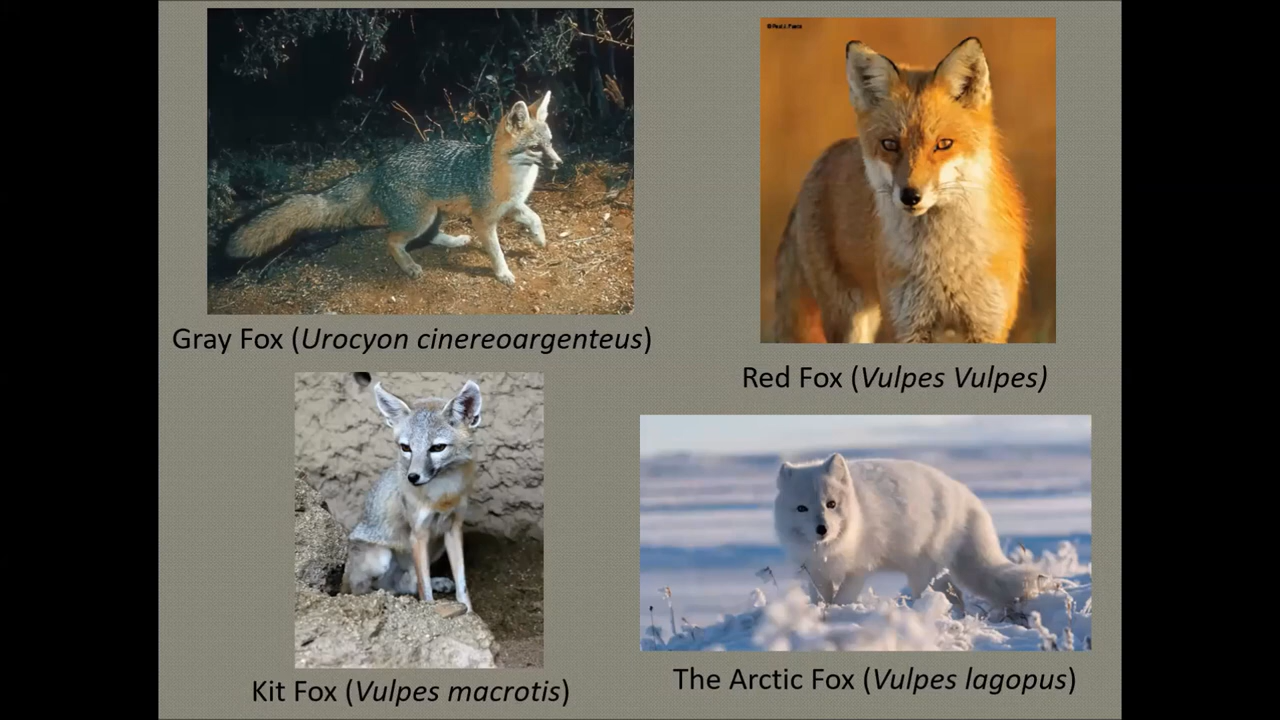 Gray Fox (Urocyon cinereoargenteus)
Red Fox (Vulpes Vulpes)
Kit Fox (Vulpes macrotis)
The Arctic Fox (Vulpes lagopus)